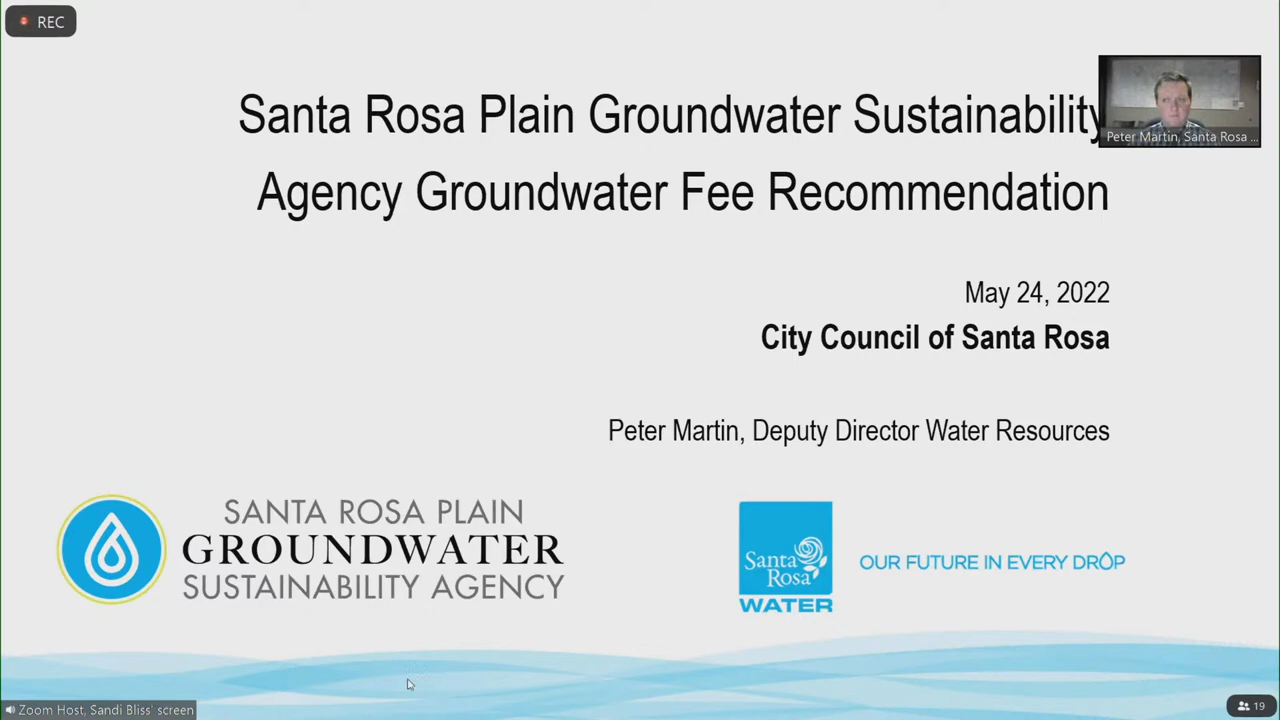 REC
Santa Rosa Plain Groundwater Sustainability
Agency Groundwater Fee Recommendation
Peter Martin, Santa Rosa ...
May 24, 2022
City Council of Santa Rosa
Peter Martin, Deputy Director Water Resources
SANTA ROSA PLAIN
GROUNDWATER
SUSTAINABILITY AGENCY
Santa
Rosa
WATER
OUR FUTURE IN EVERY DROP
Zoom Host, Sandi Bliss' screen
19